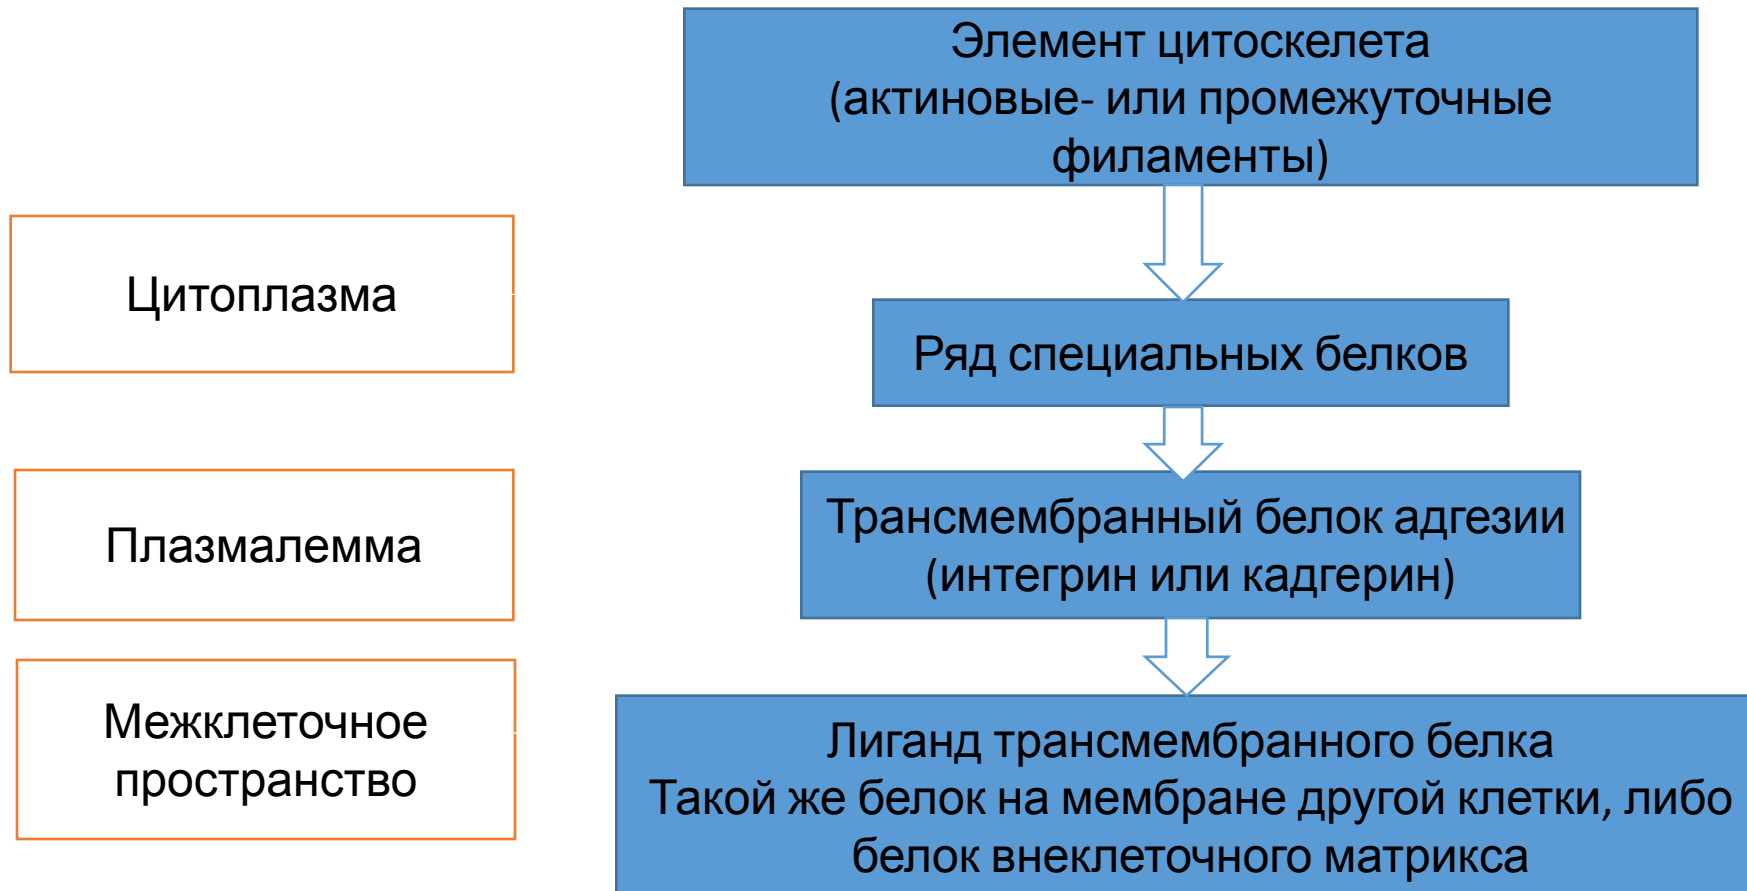 Элемент цитоскелета
(актиновые- или промежуточные
филаменты)
Цитоплазма
Ряд специальных белков
Плазмалемма
Трансмембранный белок адгезии
(интегрин или кадгерин)
Межклеточное
пространство
Лиганд трансмембранного белка
Такой же белок на мембране другой клетки, либо
белок внеклеточного матрикса